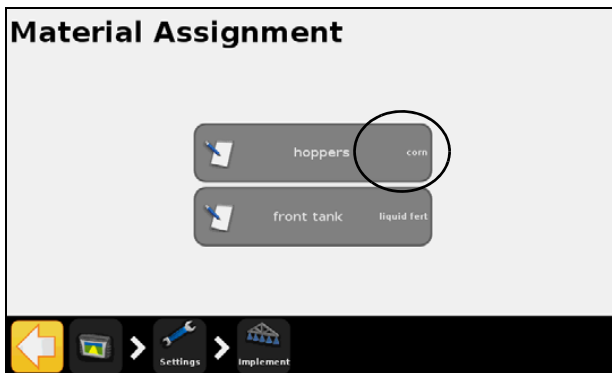 Material Assignment
hoppers corn
front tank liquid fert
Settings Implement